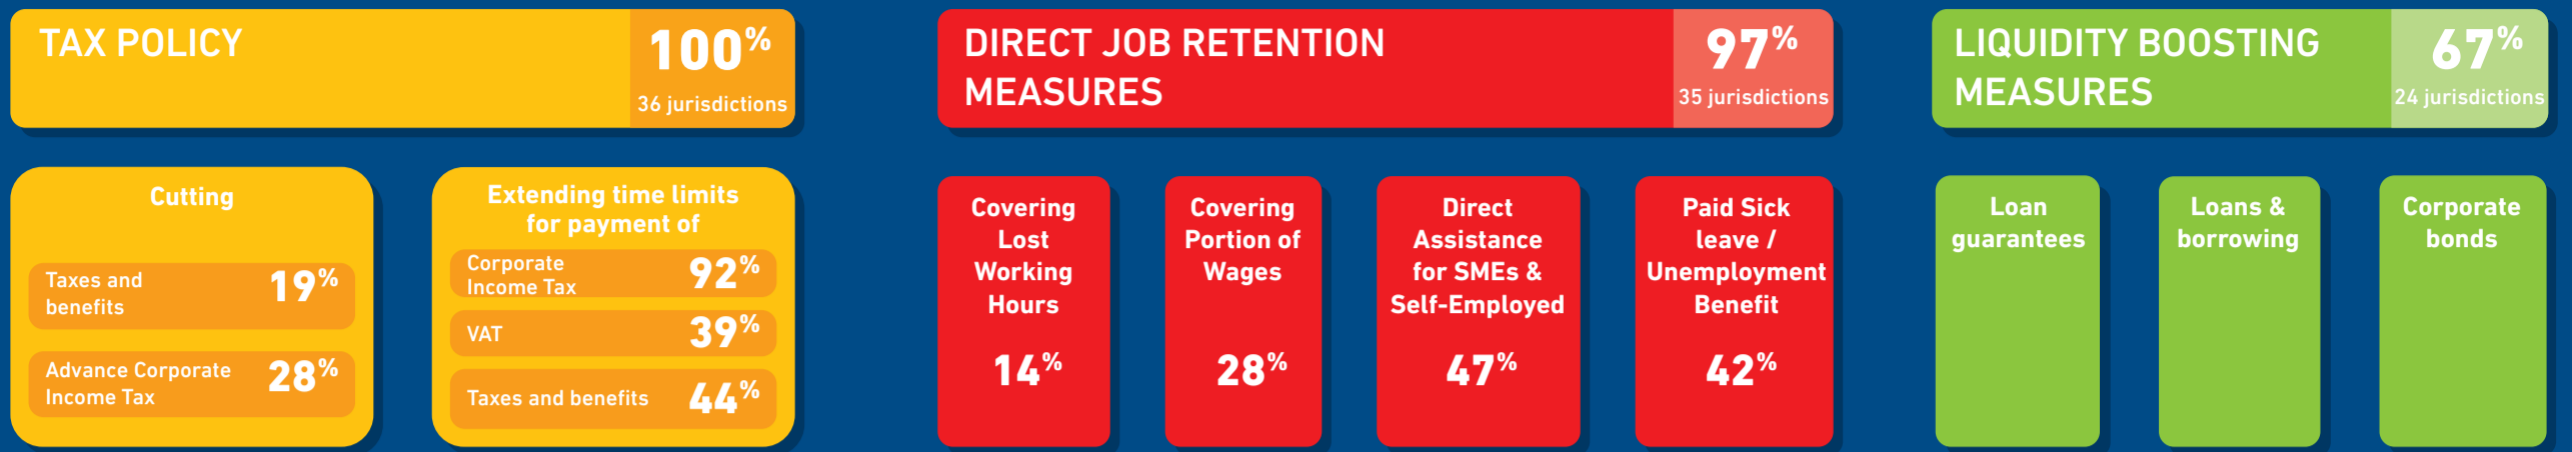 TAX POLICY
100%
36 jurisdictions
Cutting
Taxes and
benefits
19%
Advance Corporate
Income Tax
28%
Extending time limits
for payment of
Corporate
Income Tax
92%
VAT
39%
Taxes and benefits
44%
DIRECT JOB RETENTION
MEASURES
97%
35 jurisdictions
Covering
Lost
Working
Hours
14%
Covering
Portion of
Wages
28%
Direct
Assistance
for SMEs &
Self-Employed
47%
Paid Sick
leave /
Unemployment
Benefit
42%
LIQUIDITY BOOSTING
MEASURES
67%
24 jurisdictions
Loan
guarantees
Loans &
borrowing
Corporate
bonds